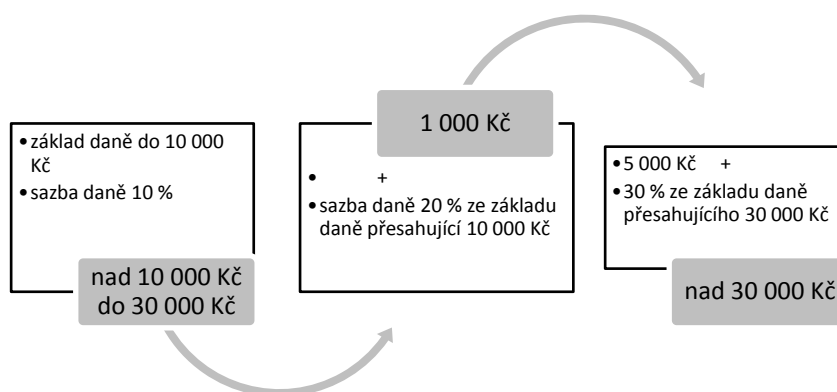 •základ daně do 10 000
Kč
•sazba daně 10 %
nad 10 000 Kč
do 30 000 Kč
1 000 Kč
• +
•sazba daně 20 % ze základu
daně přesahující 10 000 Kč
•5 000 Kč +
•30 % ze základu daně
přesahujícího 30 000 Kč
nad 30 000 Kč